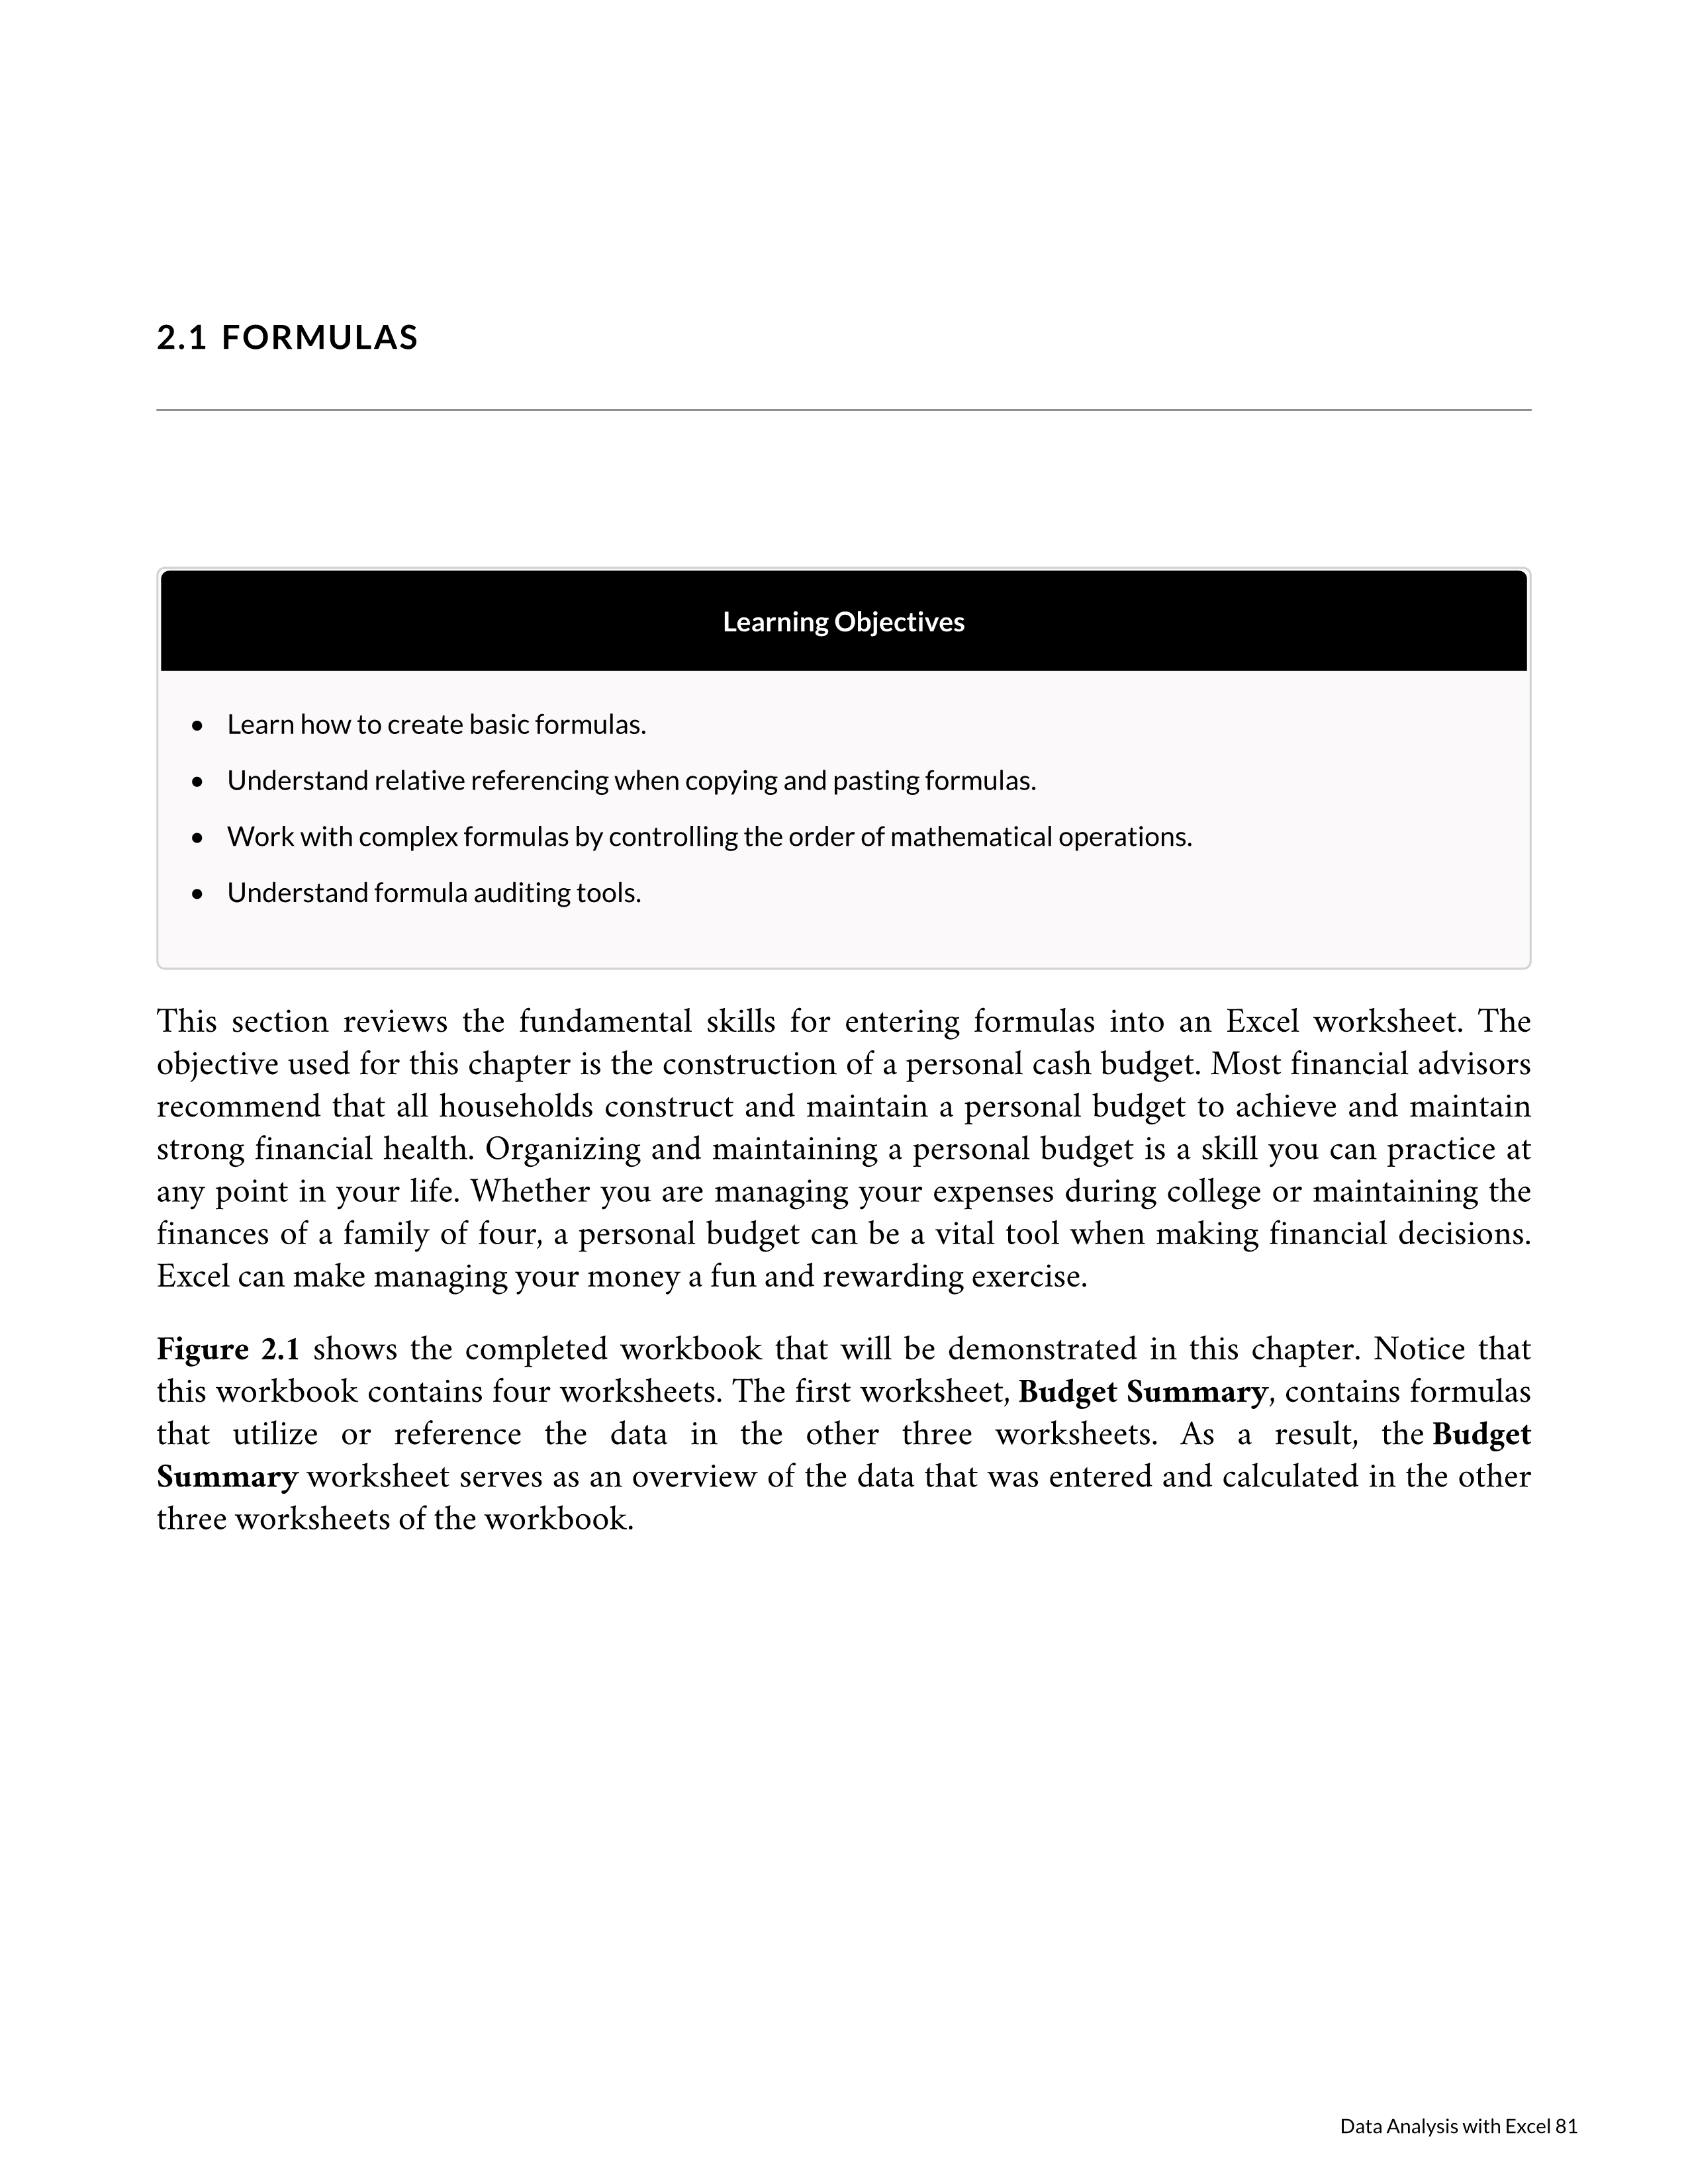 2.1 FORMULAS
Learning Objectives
• Learn how to create basic formulas.
• Understand relative referencing when copying and pasting formulas.
• Work with complex formulas by controlling the order of mathematical operations.
• Understand formula auditing tools.
This section reviews the fundamental skills for entering formulas into an Excel worksheet. The
objective used for this chapter is the construction of a personal cash budget. Most financial advisors
recommend that all households construct and maintain a personal budget to achieve and maintain
strong financial health. Organizing and maintaining a personal budget is a skill you can practice at
any point in your life. Whether you are managing your expenses during college or maintaining the
finances of a family of four, a personal budget can be a vital tool when making financial decisions.
Excel can make managing your money a fun and rewarding exercise.
Figure 2.1 shows the completed workbook that will be demonstrated in this chapter. Notice that
this workbook contains four worksheets. The first worksheet, Budget Summary, contains formulas
that utilize or reference the data in the other three worksheets. As a result, the Budget
Summary worksheet serves as an overview of the data that was entered and calculated in the other
three worksheets of the workbook.
Data Analysis with Excel 81